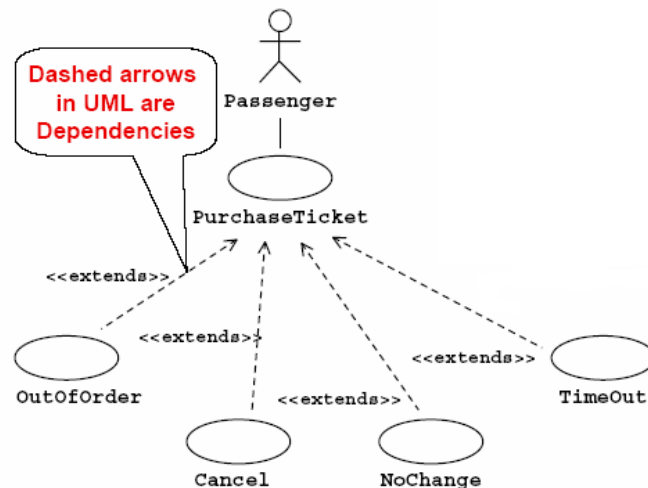 Dashed arrows
in UML are
Dependencies
Passenger
PurchaseTicket
<<extends>>
<<extends>>
<<extends>>
<<extends>>
OutOfOrder
TimeOut
Cancel
NoChange